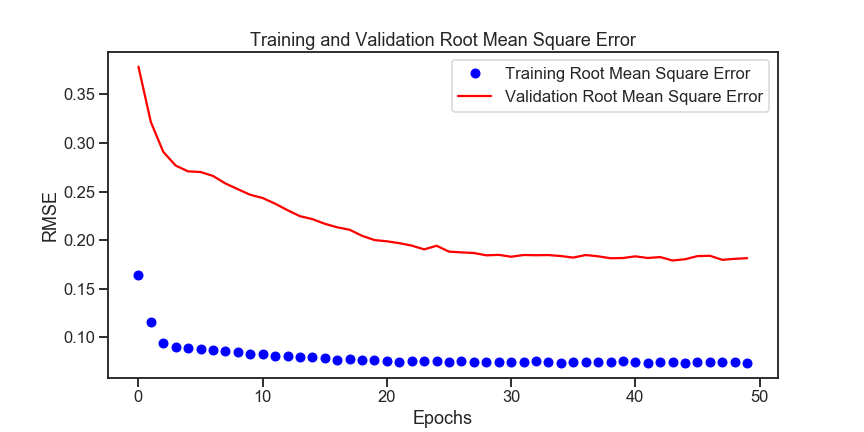 Training and Validation Root Mean Square Error
Training Root Mean Square Error
Validation Root Mean Square Error
RMSE
0.35
0.30
0.25
0.20
0.15
0.10
0 10 20 30 40 50
Epochs